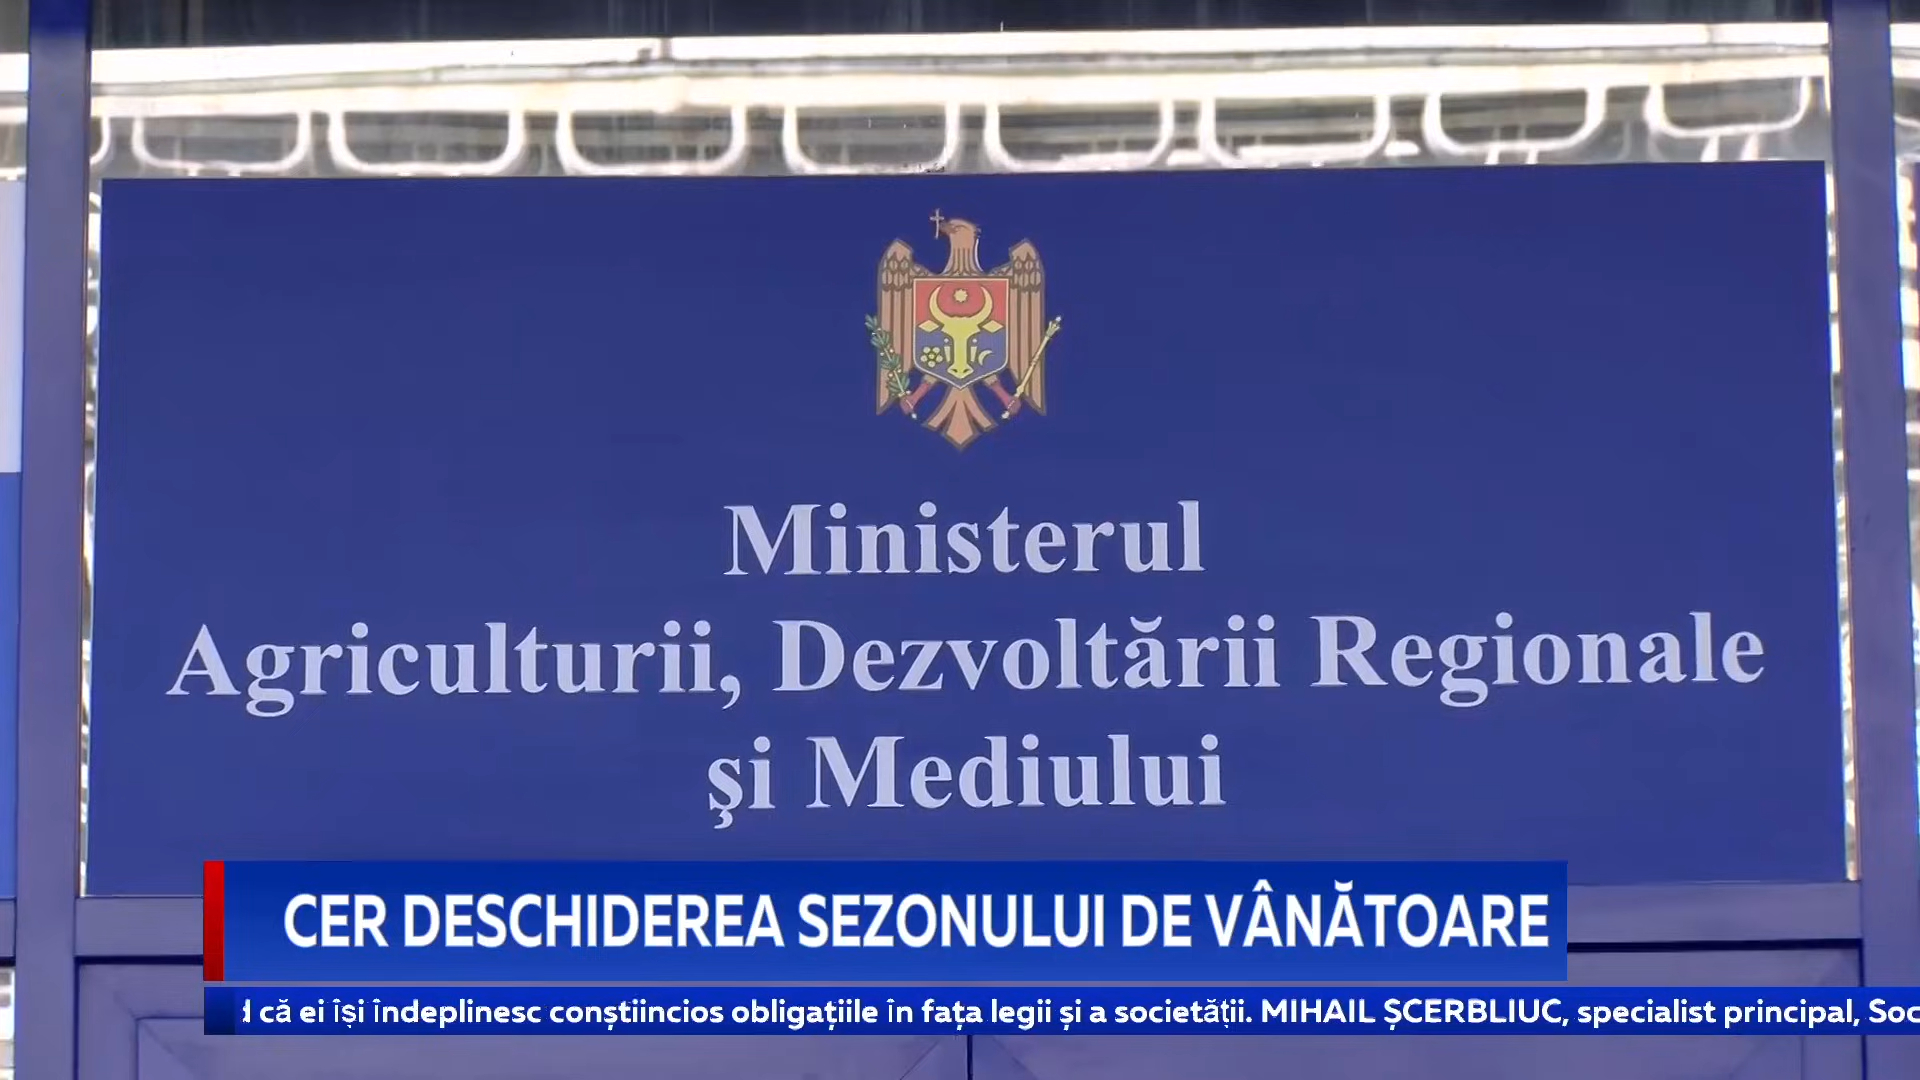 Ministerul
Agriculturii, Dezvoltării Regionale
şi Mediului
CER DESCHIDEREA SEZONULUI DE VÂNĂTOARE
că ei își îndeplinesc conștiincios obligațiile în fața legii și a societății. MIHAIL ȘCERBLIUC, specialist principal,